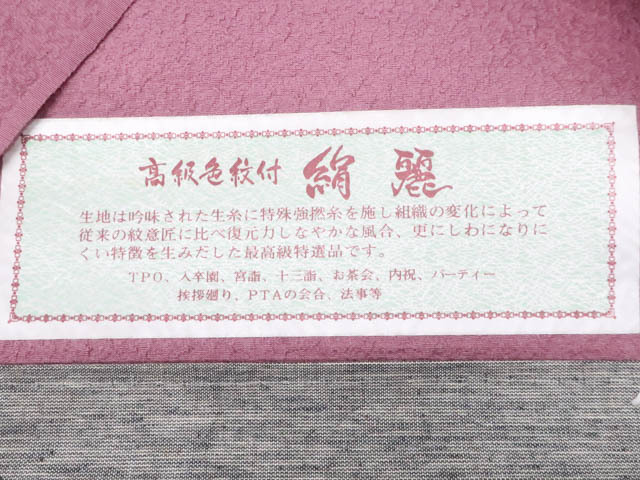 高級色紋付 絹麗
生地は吟味された生糸に特殊強撚糸を施し組織の変化によって
従来の紋意匠に比べ復元力しなやかな風合、更にしわになりに
くい特徴を生みだした最高級特選品です。
TPO、入卒園、宮詣、十三詣、お茶会、内祝、パーティー
挨拶廻り、PTAの会合、法事等